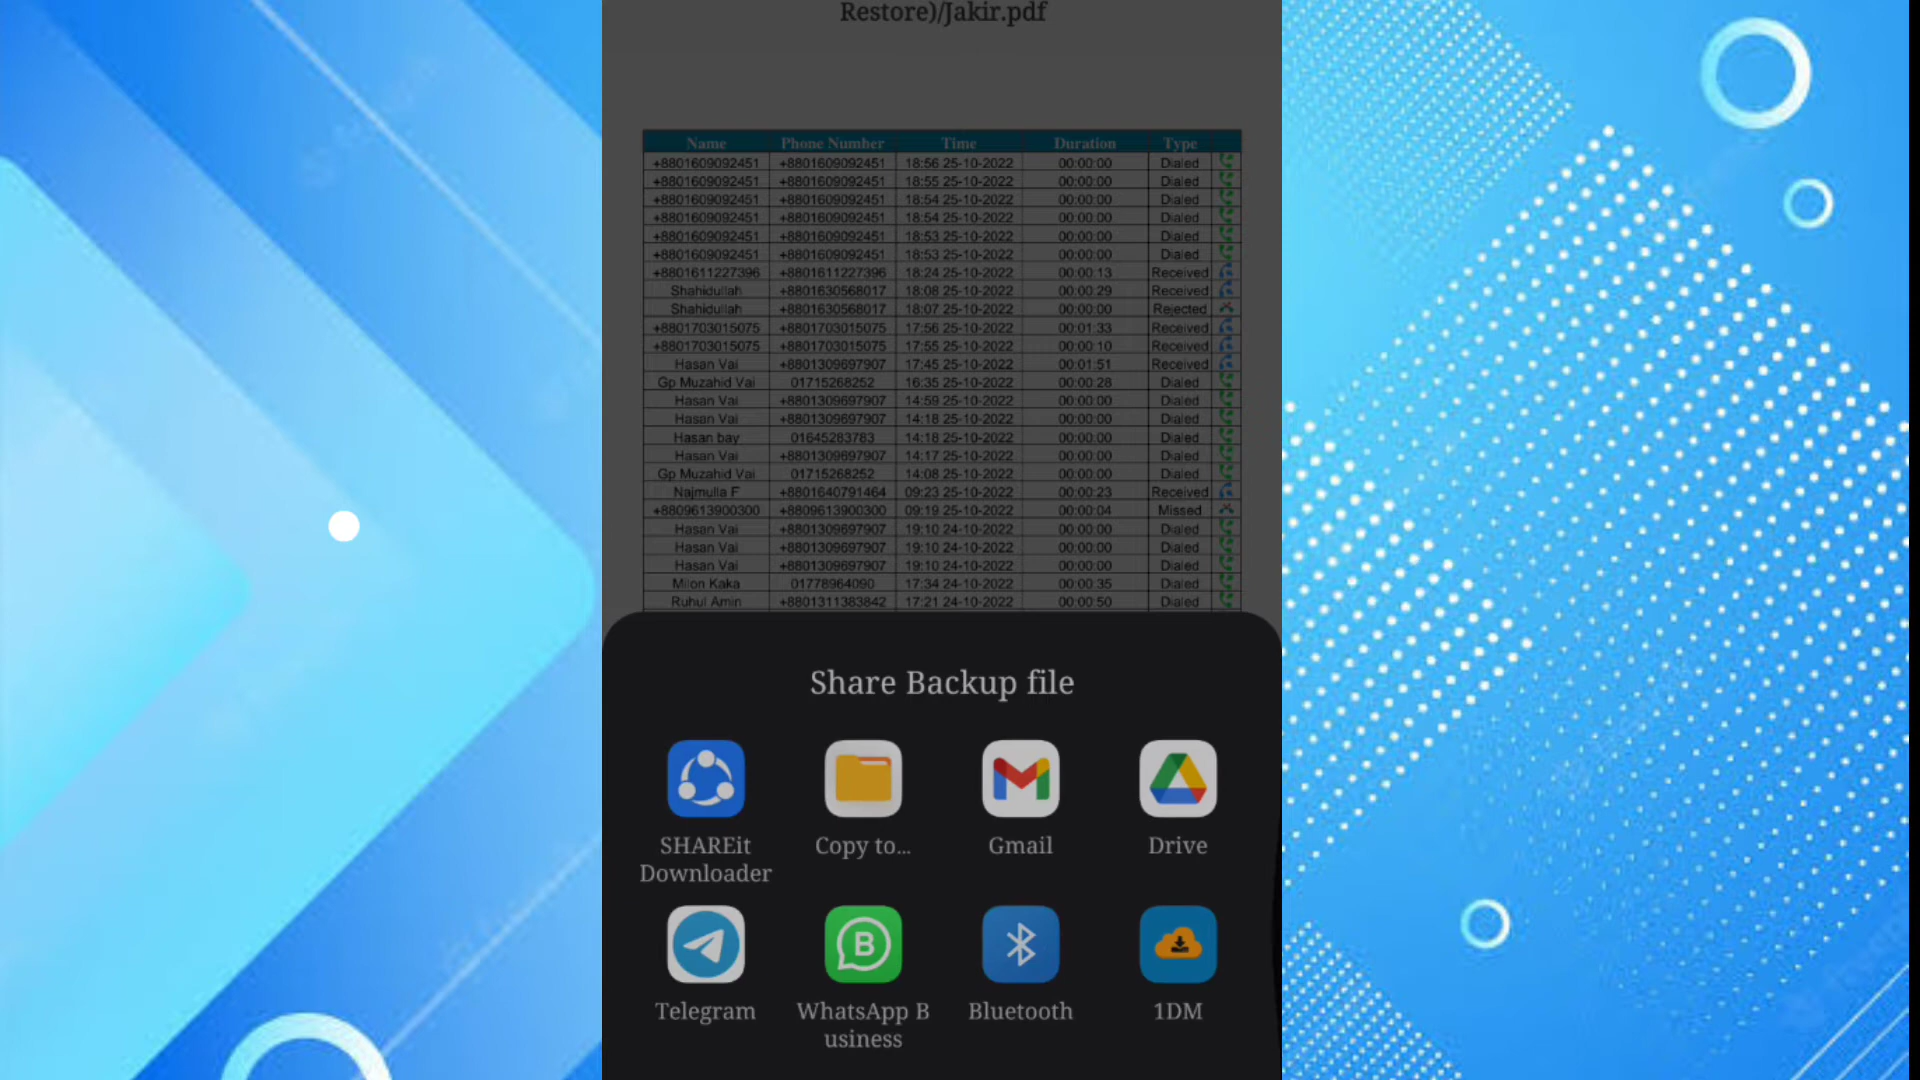 Restore)/Jakir.pdf
Name Phone Number Time Duration Type
+8801609092451 +8801609092451 18:56 25-10-2022 00:00:00 Dialed
+8801609092451 +8801609092451 18:55 25-10-2022 00:00:00 Dialed
+8801609092451 +8801609092451 18:54 25-10-2022 00:00:00 Dialed
+8801609092451 +8801609092451 18:54 25-10-2022 00:00:00 Dialed
+8801609092451 +8801609092451 18:53 25-10-2022 00:00:00 Dialed
+8801609092451 +8801609092451 18:53 25-10-2022 00:00:00 Dialed
+8801611227396 +8801611227396 18:24 25-10-2022 00:00:13 Received
Shahidullah +8801630568017 18:08 25-10-2022 00:00:29 Received
Shahidullah +8801630568017 18:07 25-10-2022 00:00:00 Rejected
+8801703015075 +8801703015075 17:56 25-10-2022 00:01:33 Received
+8801703015075 +8801703015075 17:55 25-10-2022 00:00:10 Received
Hasan Vai +8801309697907 17:45 25-10-2022 00:01:51 Received
Gp Muzahid Vai 01715268252 16:35 25-10-2022 00:00:28 Dialed
Hasan Vai +8801309697907 14:59 25-10-2022 00:00:00 Dialed
Hasan Vai +8801309697907 14:18 25-10-2022 00:00:00 Dialed
Hasan bay 01645283783 14:18 25-10-2022 00:00:00 Dialed
Hasan Vai +8801309697907 14:17 25-10-2022 00:00:00 Dialed
Gp Muzahid Vai 01715268252 14:08 25-10-2022 00:00:00 Dialed
Najmulla F +8801640791464 09:23 25-10-2022 00:00:23 Received
+8809613900300 +8809613900300 09:19 25-10-2022 00:00:04 Missed
Hasan Vai +8801309697907 19:10 24-10-2022 00:00:00 Dialed
Hasan Vai +8801309697907 19:10 24-10-2022 00:00:00 Dialed
Hasan Vai +8801309697907 19:10 24-10-2022 00:00:00 Dialed
Milon Kaka 01778964090 17:34 24-10-2022 00:00:35 Dialed
Ruhul Amin +8801311383842 17:21 24-10-2022 00:00:50 Dialed
Share Backup file
SHAREit Copy to... Gmail Drive
Downloader
Telegram WhatsApp B Bluetooth 1DM
usiness